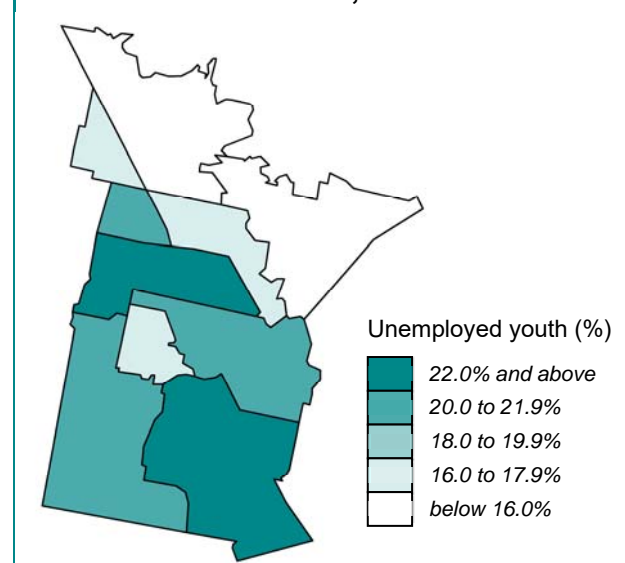 Unemployed youth (%)
22.0% and above
20.0 to 21.9%
18.0 to 19.9%
16.0 to 17.9%
below 16.0%